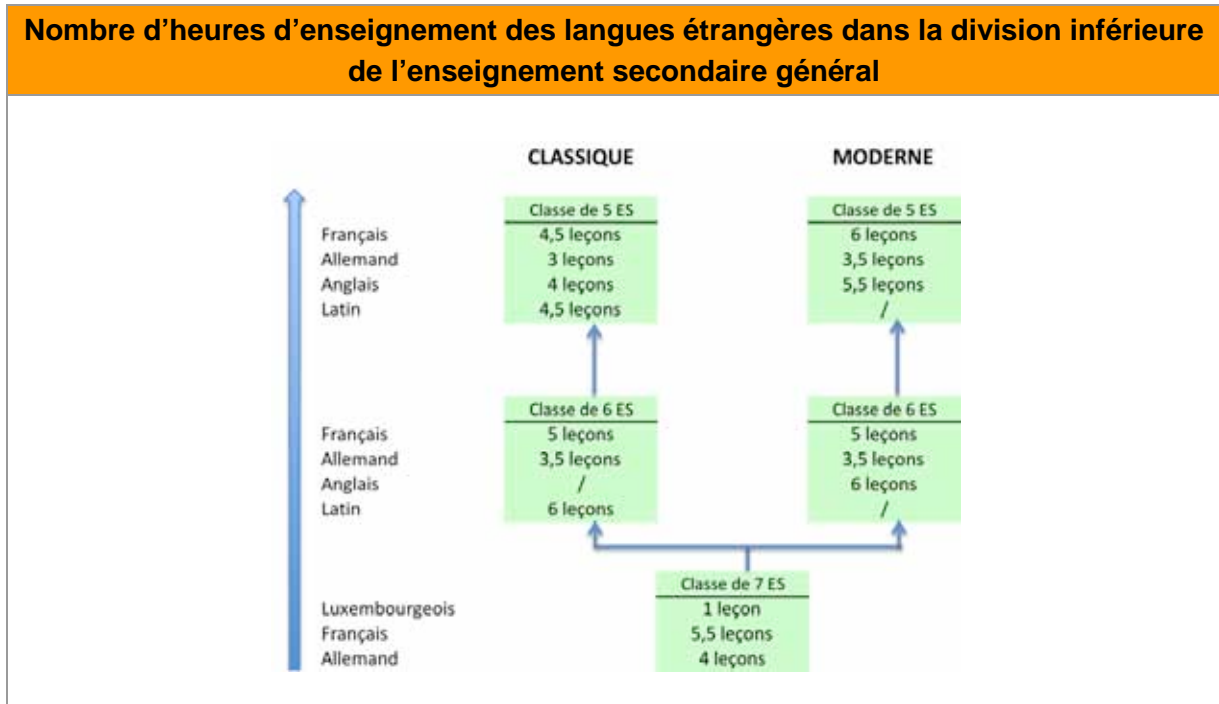 Nombre d’heures d’enseignement des langues étrangères dans la division inférieure
de l’enseignement secondaire général
CLASSIQUE MODERNE
Classe de 5 ES Classe de 5 ES
Français 4,5 leçons 6 leçons
Allemand 3 leçons 3,5 leçons
Anglais 4 leçons 5,5 leçons
Latin 4,5 leçons /
Classe de 6 ES Classe de 6 ES
Français 5 leçons 5 leçons
Allemand 3,5 leçons 3,5 leçons
Anglais / 6 leçons
Latin 6 leçons /
Classe de 7 ES
Luxembourgeois 1 leçon
Français 5,5 leçons
Allemand 4 leçons